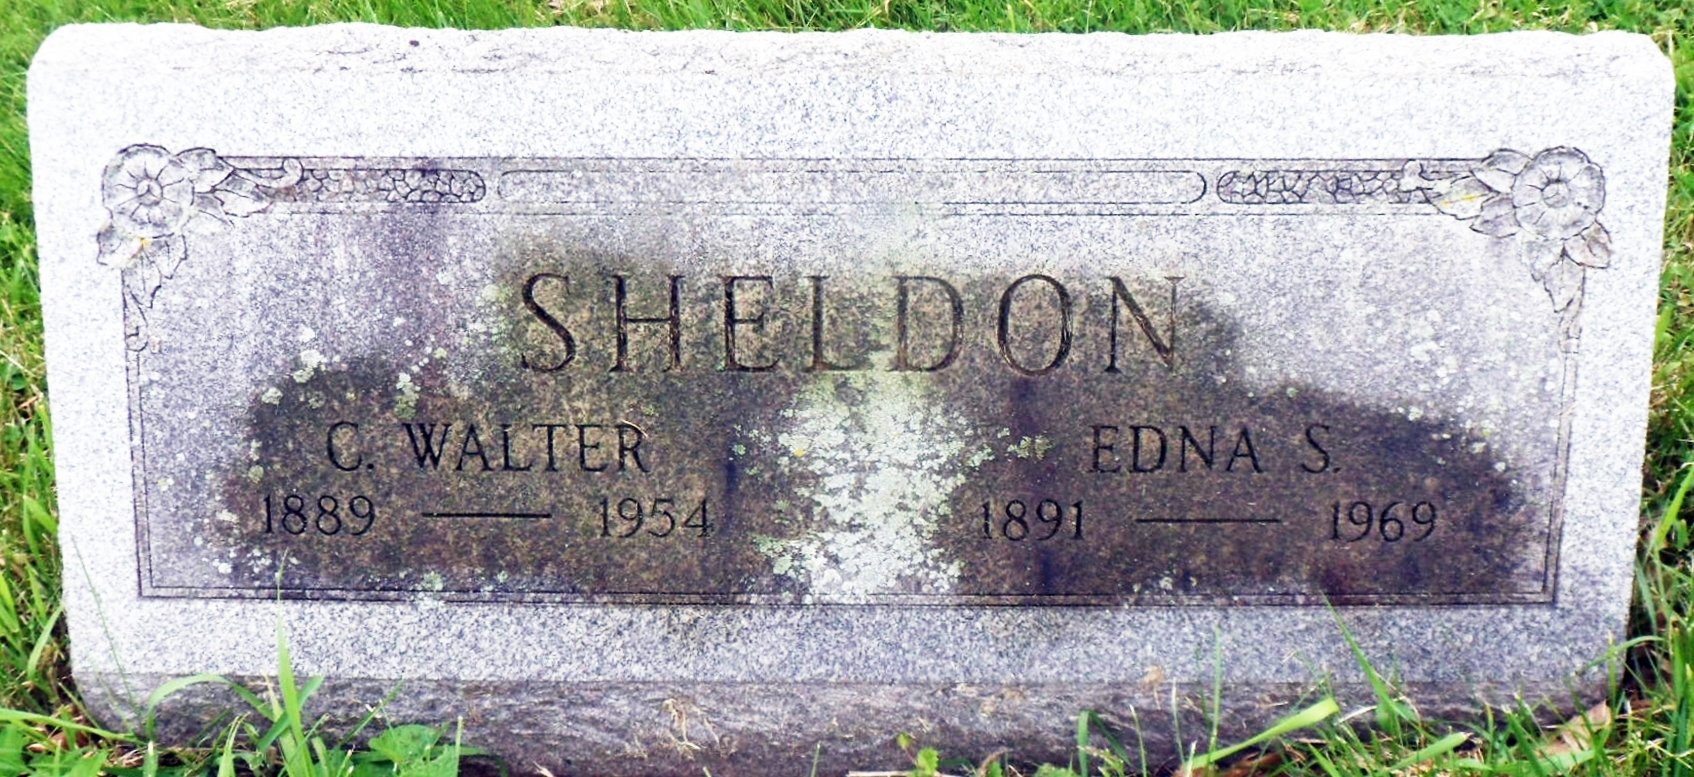 SHELDON
C. WALTER EDNA S.
1889 — 1954 1891 — 1969